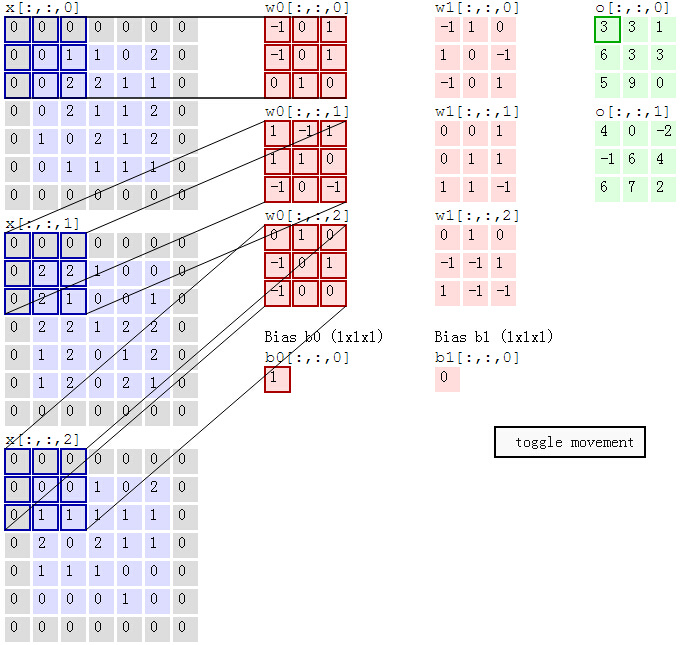 x[:,:,0]
0 0 0 0 0 0 0
0 0 1 1 0 2 0
0 0 2 2 1 1 0
0 0 2 1 1 2 0
0 1 0 2 1 2 0
0 0 1 1 1 1 0
0 0 0 0 0 0 0
x[:,:,1]
0 0 0 0 0 0 0
0 2 2 1 0 0 0
0 2 1 0 0 1 0
0 2 2 1 2 2 0
0 1 2 0 1 2 0
0 1 2 0 2 1 0
0 0 0 0 0 0 0
x[:,:,2]
0 0 0 0 0 0 0
0 0 0 1 0 2 0
0 1 1 1 1 1 0
0 2 0 2 1 1 0
0 1 1 1 0 0 0
0 0 0 0 1 0 0
0 0 0 0 0 0 0
w0[:,:,0]
-1 0 1
-1 0 0
0 1 0
w0[:,:,1]
1 -1 1
1 1 0
-1 0 -1
w0[:,:,2]
0 1 0
-1 0 1
-1 0 0
Bias b0 (1x1x1)
b0[:,:,0]
1
w1[:,:,0]
-1 1 0
1 0 -1
-1 0 1
w1[:,:,1]
0 0 1
0 1 1
1 1 -1
w1[:,:,2]
0 1 0
-1 -1 1
1 -1 -1
Bias b1 (1x1x1)
b1[:,:,0]
0
o[:,:,0]
3 3 1
6 3 3
5 9 0
o[:,:,1]
4 0 -2
-1 6 4
6 7 2
toggle movement